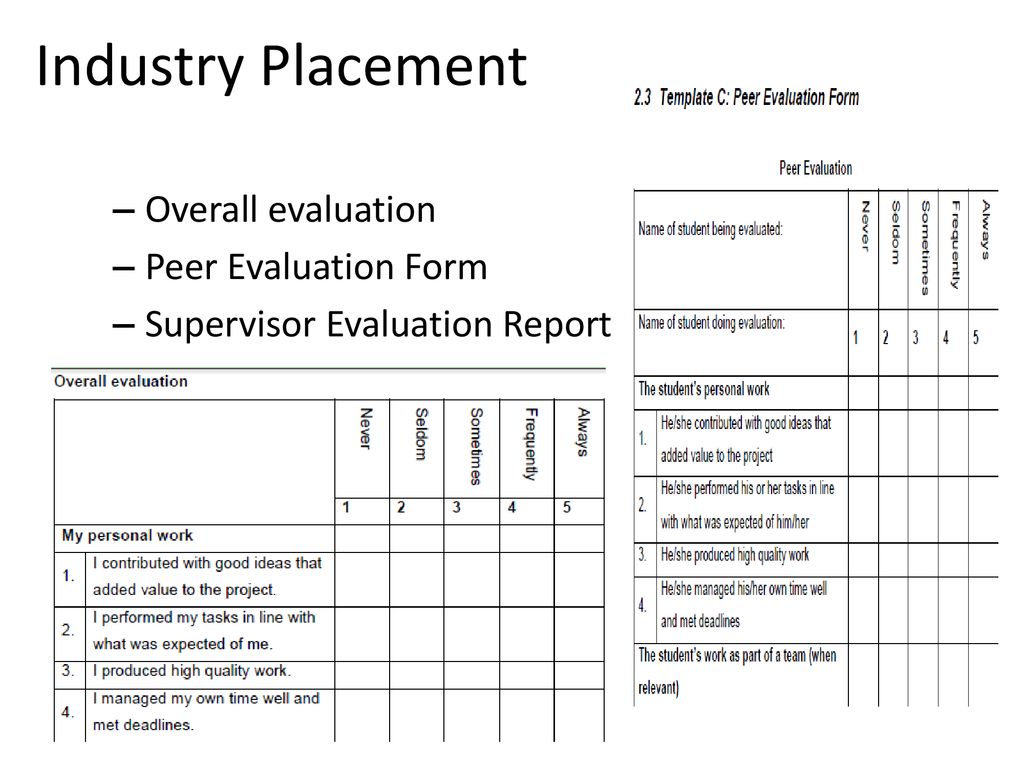 Industry Placement
– Overall evaluation
– Peer Evaluation Form
– Supervisor Evaluation Report
Overall evaluation
Never
Seldom
Sometimes
Frequently
Always
1 2 3 4 5
My personal work
1. I contributed with good ideas that
added value to the project.
2. I performed my tasks in line with
what was expected of me.
3. I produced high quality work.
4. I managed my own time well and
met deadlines.
2.3 Template C: Peer Evaluation Form
Peer Evaluation
Name of student being evaluated:
Never
Seldom
Sometimes
Frequently
Always
Name of student doing evaluation:
1 2 3 4 5
The student's personal work
1. He/she contributed with good ideas that
added value to the project
2. He/she performed his or her tasks in line
with what was expected of him/her
3. He/she produced high quality work
4. He/she managed his/her own time well
and met deadlines
The student's work as part of a team (when
relevant)